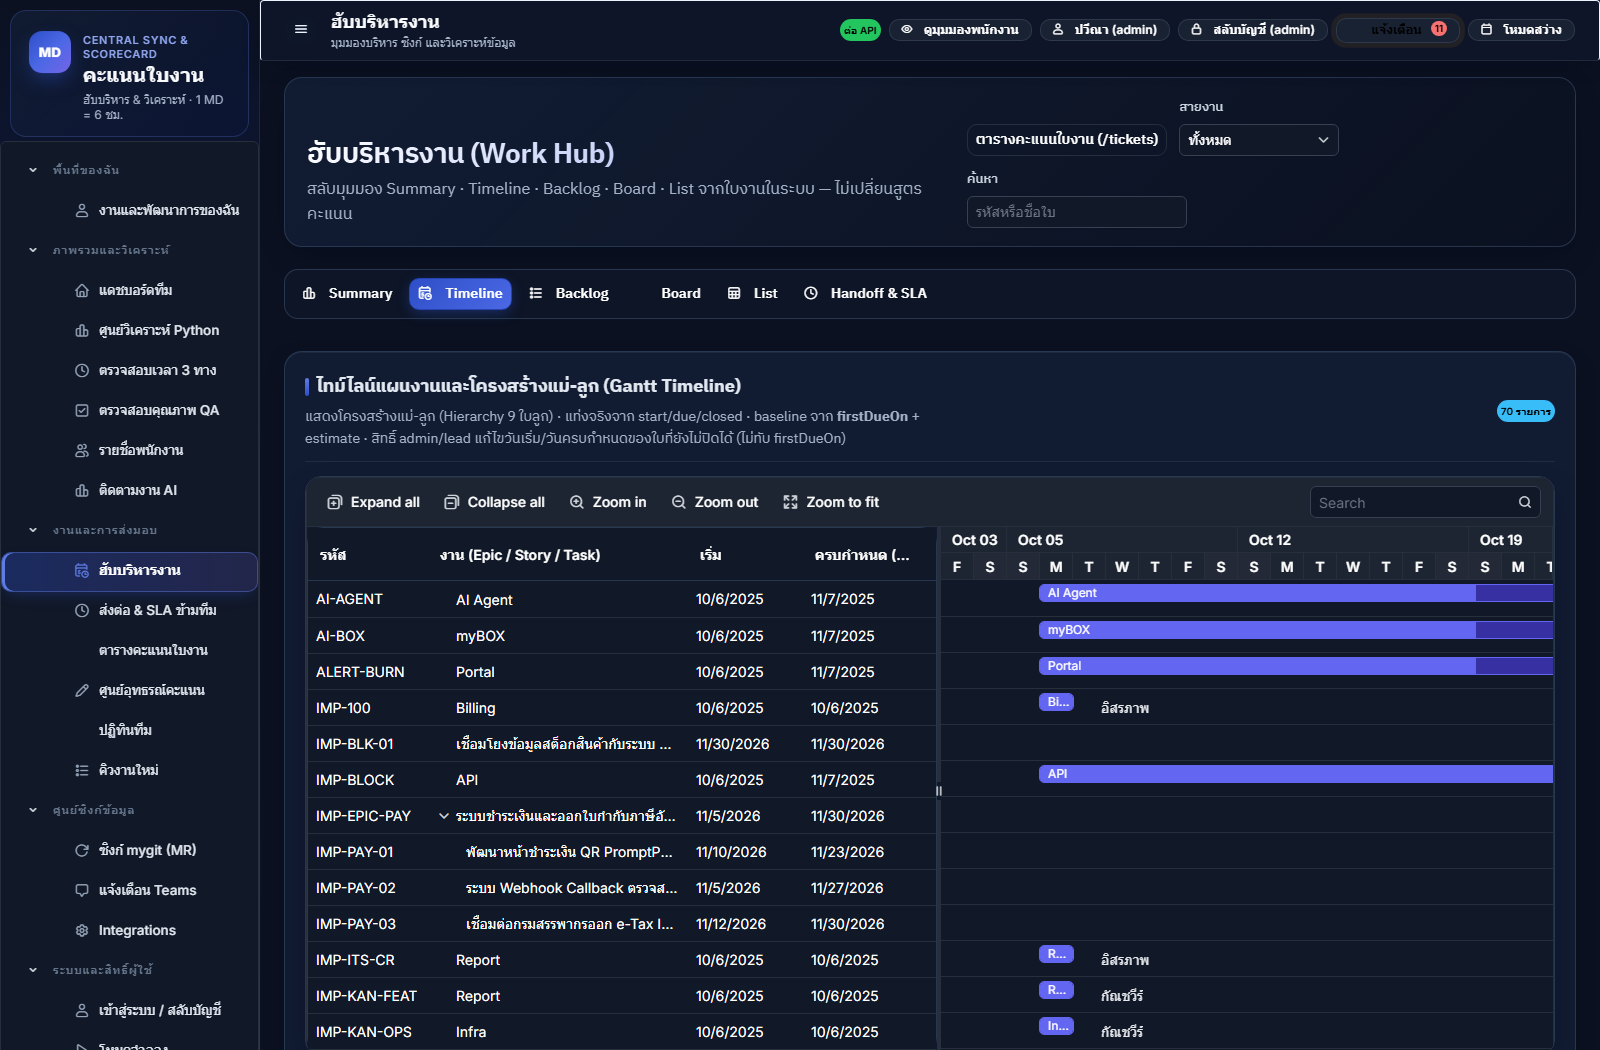 MD
CENTRAL SYNC &
SCORECARD
คะแนนใบงาน
ฮับบริหาร & วิเคราะห์ · 1 MD
= 6 ชม.
พื้นที่ของฉัน
งานและพัฒนาการของฉัน
ภาพรวมและวิเคราะห์
แดชบอร์ดทีม
ศูนย์วิเคราะห์ Python
ตรวจสอบเวลา 3 ทาง
ตรวจสอบคุณภาพ QA
รายชื่อพนักงาน
ติดตามงาน AI
งานและการส่งมอบ
ฮับบริหารงาน
ส่งต่อ & SLA ข้ามทีม
ตารางคะแนนใบงาน
ศูนย์อุทธรณ์คะแนน
ปฏิทินทีม
คิวงานใหม่
ศูนย์ซิงก์ข้อมูล
ซิงก์ mygit (MR)
แจ้งเตือน Teams
Integrations
ระบบและสิทธิ์ผู้ใช้
เข้าสู่ระบบ / สลับบัญชี
ฮับบริหารงาน
มุมมองบริหาร ซิงก์ และวิเคราะห์ข้อมูล
ต่อ API
ดูมุมมองพนักงาน
ปวีณา (admin)
สลับบัญชี (admin)
แจ้งเตือน 11
โหมดสว่าง
ฮับบริหารงาน (Work Hub)
สลับมุมมอง Summary · Timeline · Backlog · Board · List จากใบงานในระบบ — ไม่เปลี่ยนสูตร
คะแนน
ตารางคะแนนใบงาน (/tickets)
สายงาน
ทั้งหมด
ค้นหา
รหัสหรือชื่อใบ
Summary
Timeline
Backlog
Board
List
Handoff & SLA
ไทม์ไลน์แผนงานและโครงสร้างแม่-ลูก (Gantt Timeline)
แสดงโครงสร้างแม่-ลูก (Hierarchy 9 ใบลูก) · แท่งจริงจาก start/due/closed · baseline จาก firstDueOn +
estimate · สิทธิ์ admin/lead แก้ไขวันเริ่ม/วันครบกำหนดของใบที่ยังไม่ปิดได้ (ไม่ทับ firstDueOn)
70 รายการ
Expand all
Collapse all
Zoom in
Zoom out
Zoom to fit
Search
รหัส งาน (Epic / Story / Task) เริ่ม ครบกำหนด (...
Oct 03 Oct 05 Oct 12 Oct 19
F S S M T W T F S S M T W T F S S M T
AI-AGENT AI Agent 10/6/2025 11/7/2025 AI Agent
AI-BOX myBOX 10/6/2025 11/7/2025 myBOX
ALERT-BURN Portal 10/6/2025 11/7/2025 Portal
IMP-100 Billing 10/6/2025 10/6/2025 Bi... อิสรภาพ
IMP-BLK-01 เชื่อมโยงข้อมูลสต็อกสินค้ากับระบบ ... 11/30/2026 11/30/2026
IMP-BLOCK API 10/6/2025 11/7/2025 API
IMP-EPIC-PAY ระบบชำระเงินและออกใบกำกับภาษีอั... 11/5/2026 11/30/2026
IMP-PAY-01 พัฒนาหน้าชำระเงิน QR PromptP... 11/10/2026 11/23/2026
IMP-PAY-02 ระบบ Webhook Callback ตรวจส... 11/5/2026 11/27/2026
IMP-PAY-03 เชื่อมต่อกรมสรรพากรออก e-Tax I... 11/12/2026 11/30/2026
IMP-ITS-CR Report 10/6/2025 10/6/2025 R... อิสรภาพ
IMP-KAN-FEAT Report 10/6/2025 10/6/2025 R... กัณชวีร์
IMP-KAN-OPS Infra 10/6/2025 10/6/2025 In... กัณชวีร์